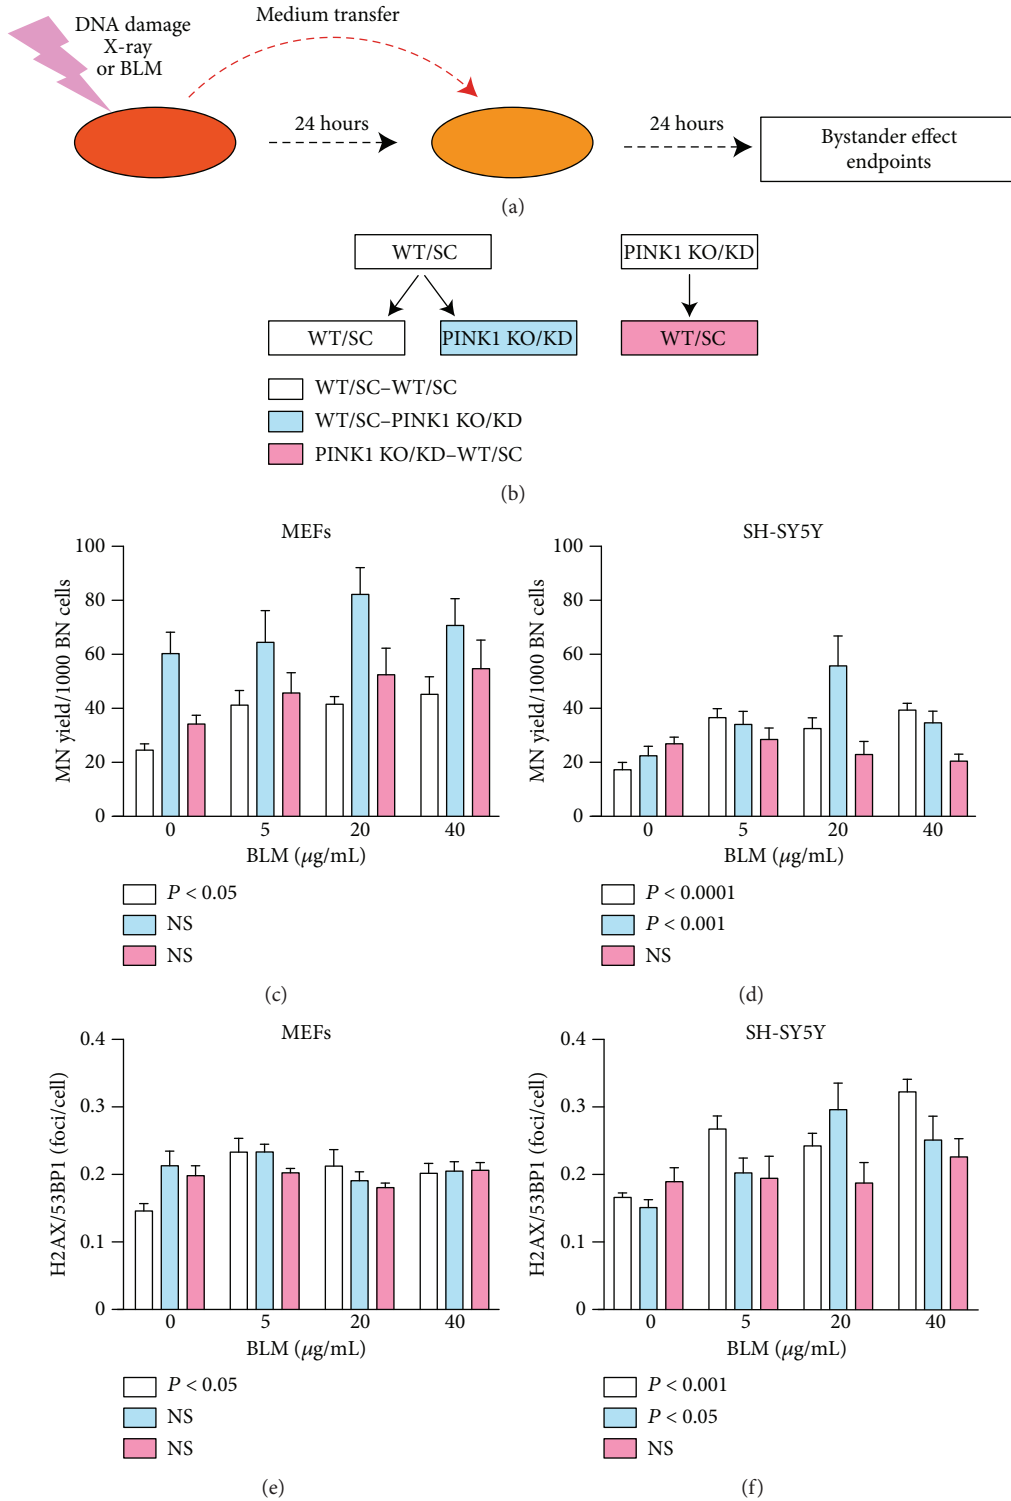 DNA damage
X-ray
or BLM
Medium transfer
24 hours
24 hours
Bystander effect
endpoints
(a)
WT/SC
PINK1 KO/KD
WT/SC
PINK1 KO/KD
WT/SC
WT/SC–WT/SC
WT/SC–PINK1 KO/KD
PINK1 KO/KD–WT/SC
(b)
MEFs
MN yield/1000 BN cells
100
80
60
40
20
0
0 5 20 40
BLM (μg/mL)
P < 0.05
NS
NS
(c)
SH-SY5Y
MN yield/1000 BN cells
100
80
60
40
20
0
0 5 20 40
BLM (μg/mL)
P < 0.0001
P < 0.001
NS
(d)
MEFs
H2AX/53BP1 (foci/cell)
0.4
0.3
0.2
0.1
0
0 5 20 40
BLM (μg/mL)
P < 0.05
NS
NS
(e)
SH-SY5Y
H2AX/53BP1 (foci/cell)
0.4
0.3
0.2
0.1
0
0 5 20 40
BLM (μg/mL)
P < 0.001
P < 0.05
NS
(f)